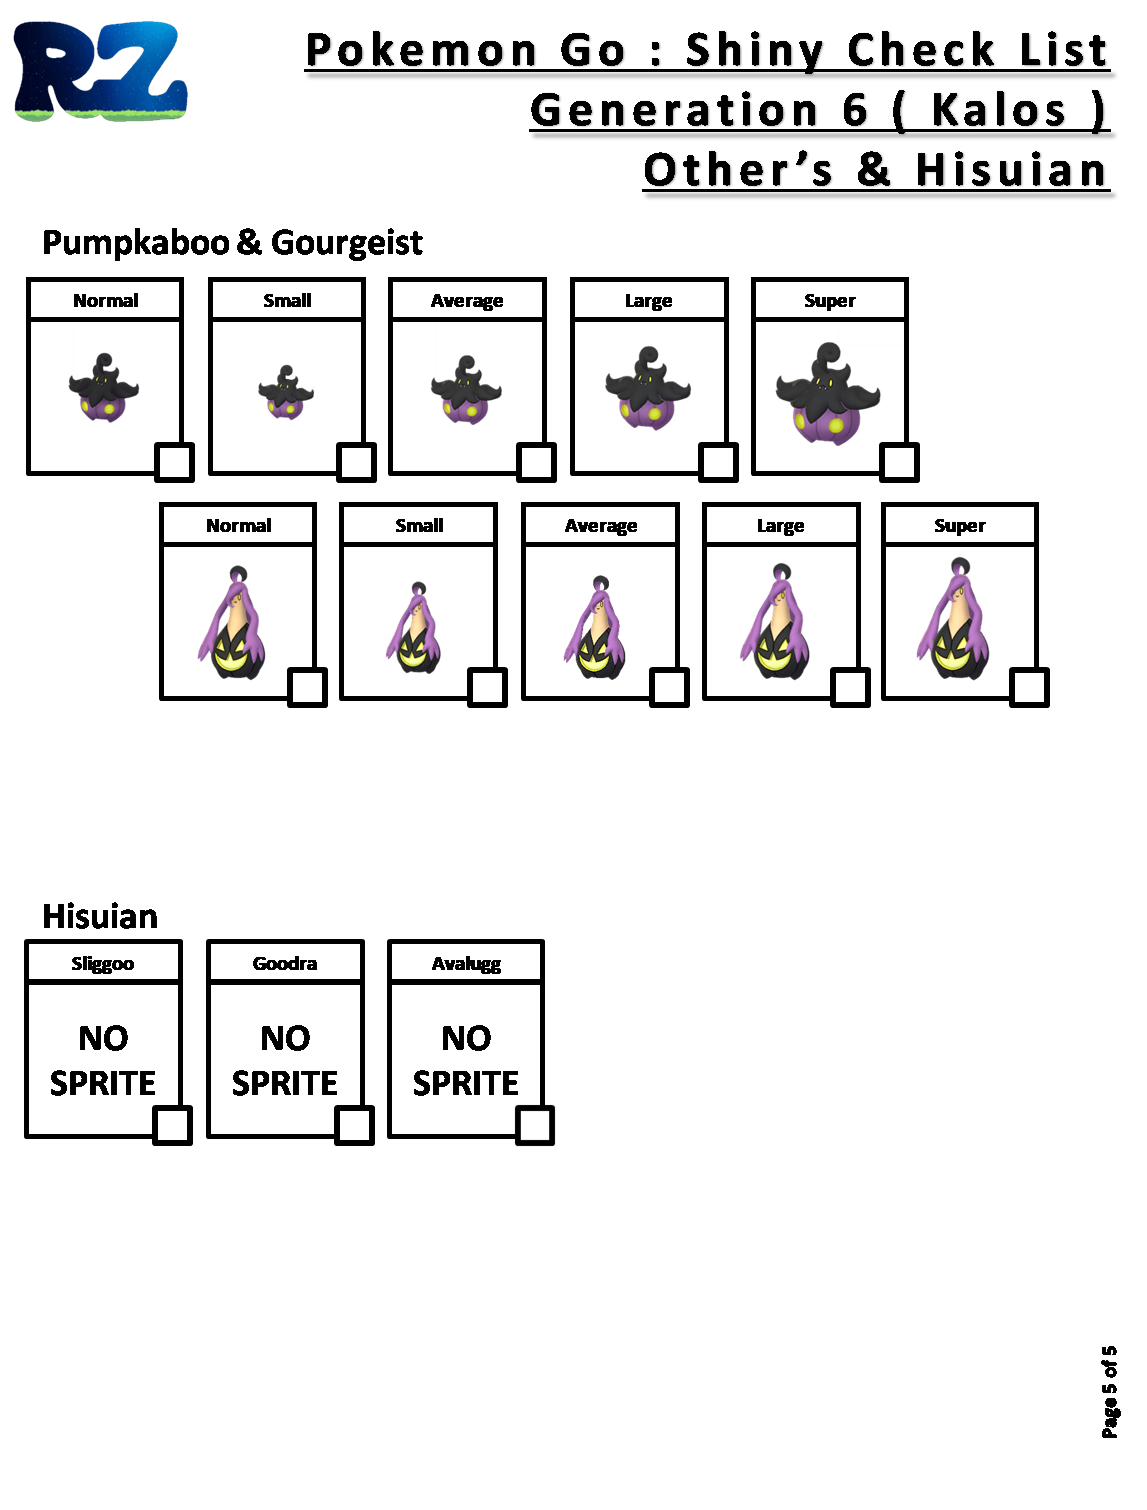 RZ
Pokemon Go : Shiny Check List
Generation 6 ( Kalos )
Other’s & Hisuian
Pumpkaboo & Gourgeist
Normal
Small
Average
Large
Super
Normal
Small
Average
Large
Super
Hisuian
Sliggoo
Goodra
Avalugg
NO
SPRITE
NO
SPRITE
NO
SPRITE
Page 5 of 5